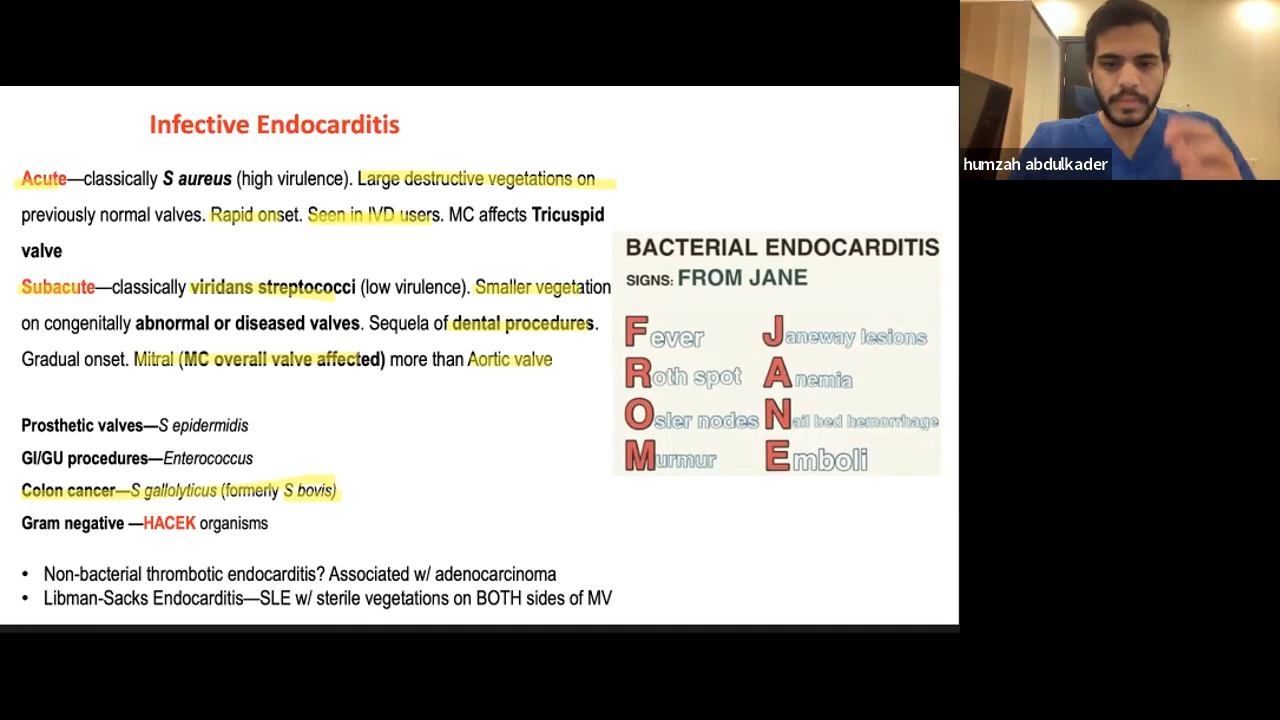 Infective Endocarditis
Acute—classically S aureus (high virulence). Large destructive vegetations on
previously normal valves. Rapid onset. Seen in IVD users. MC affects Tricuspid
valve
Subacute—classically viridans streptococci (low virulence). Smaller vegetation
on congenitally abnormal or diseased valves. Sequela of dental procedures.
Gradual onset. Mitral (MC overall valve affected) more than Aortic valve
Prosthetic valves—S epidermidis
GI/GU procedures—Enterococcus
Colon cancer—S gallolyticus (formerly S bovis)
Gram negative —HACEK organisms
• Non-bacterial thrombotic endocarditis? Associated w/ adenocarcinoma
• Libman-Sacks Endocarditis—SLE w/ sterile vegetations on BOTH sides of MV
BACTERIAL ENDOCARDITIS
SIGNS: FROM JANE
Fever
Roth spot
Osler nodes
Murmur
Janeway lesions
Anemia
Nail bed hemorrhage
Emboli
humzah abdulkader